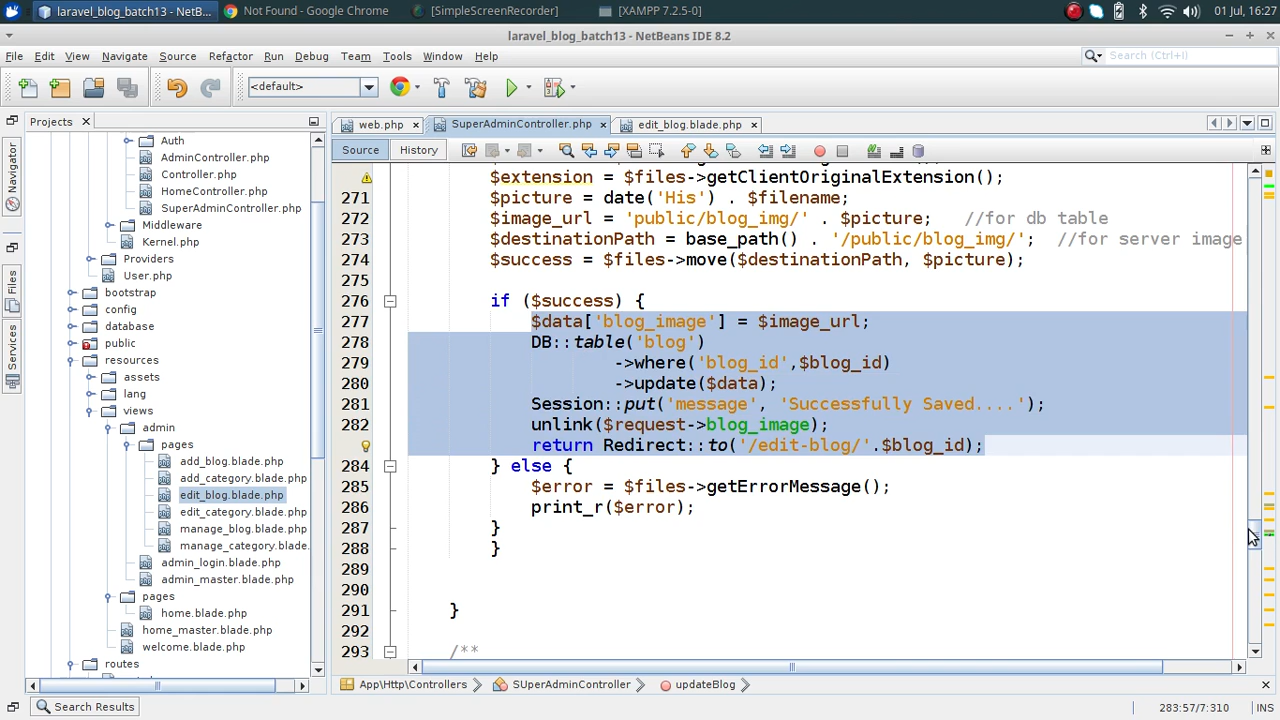 laravel_blog_batch13 - NetB...
Not Found - Google Chrome
[SimpleScreenRecorder]
[XAMPP 7.2.5-0]
01 Jul, 16:27
laravel_blog_batch13 - NetBeans IDE 8.2
File Edit View Navigate Source Refactor Run Debug Team Tools Window Help
Search (Ctrl+I)
<default>
Projects
web.php
SuperAdminController.php
edit_blog.blade.php
Source History
Navigator
Files
Services
Auth
AdminController.php
Controller.php
HomeController.php
SuperAdminController.php
Middleware
Kernel.php
Providers
User.php
bootstrap
config
database
public
resources
assets
lang
views
admin
pages
add_blog.blade.php
add_category.blade.php
edit_blog.blade.php
edit_category.blade.php
manage_blog.blade.php
manage_category.blade.
admin_login.blade.php
admin_master.blade.php
pages
home.blade.php
home_master.blade.php
welcome.blade.php
routes
$extension = $files->getClientOriginalExtension();
271 $picture = date('His') . $filename;
272 $image_url = 'public/blog_img/' . $picture; //for db table
273 $destinationPath = base_path() . '/public/blog_img/'; //for server image
274 $success = $files->move($destinationPath, $picture);
275
276 if ($success) {
277 $data['blog_image'] = $image_url;
278 DB::table('blog')
279 ->where('blog_id',$blog_id)
280 ->update($data);
281 Session::put('message', 'Successfully Saved....');
282 unlink($request->blog_image);
return Redirect::to('/edit-blog/'.$blog_id);
284 } else {
285 $error = $files->getErrorMessage();
286 print_r($error);
287 }
288 }
289
290
291 }
292
293 /**
App\Http\Controllers
SUperAdminController
updateBlog
Search Results
283:57/7:310
INS